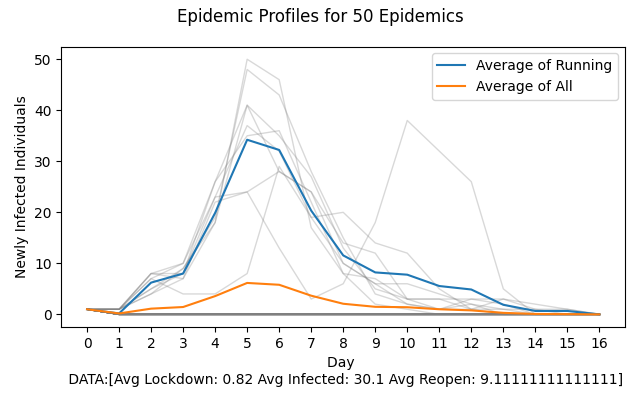 Epidemic Profiles for 50 Epidemics
Newly Infected Individuals
50
40
30
20
10
0
Average of Running
Average of All
0 1 2 3 4 5 6 7 8 9 10 11 12 13 14 15 16
Day
DATA:[Avg Lockdown: 0.82 Avg Infected: 30.1 Avg Reopen: 9.11111111111111]